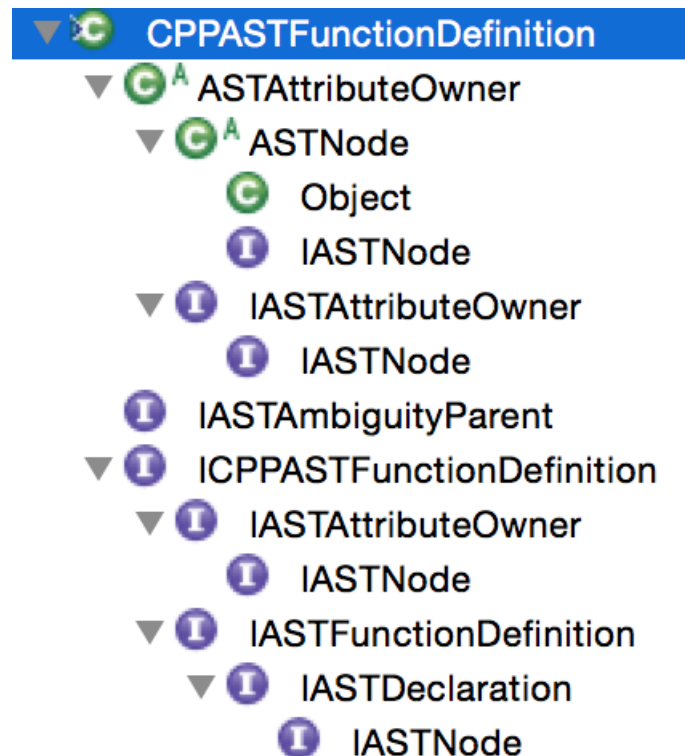 C CPPASTFunctionDefinition
C A ASTAttributeOwner
C A ASTNode
C Object
I IASTNode
I IASTAttributeOwner
I IASTNode
I IASTAmbiguityParent
I ICPPASTFunctionDefinition
I IASTAttributeOwner
I IASTNode
I IASTFunctionDefinition
I IASTDeclaration
I IASTNode